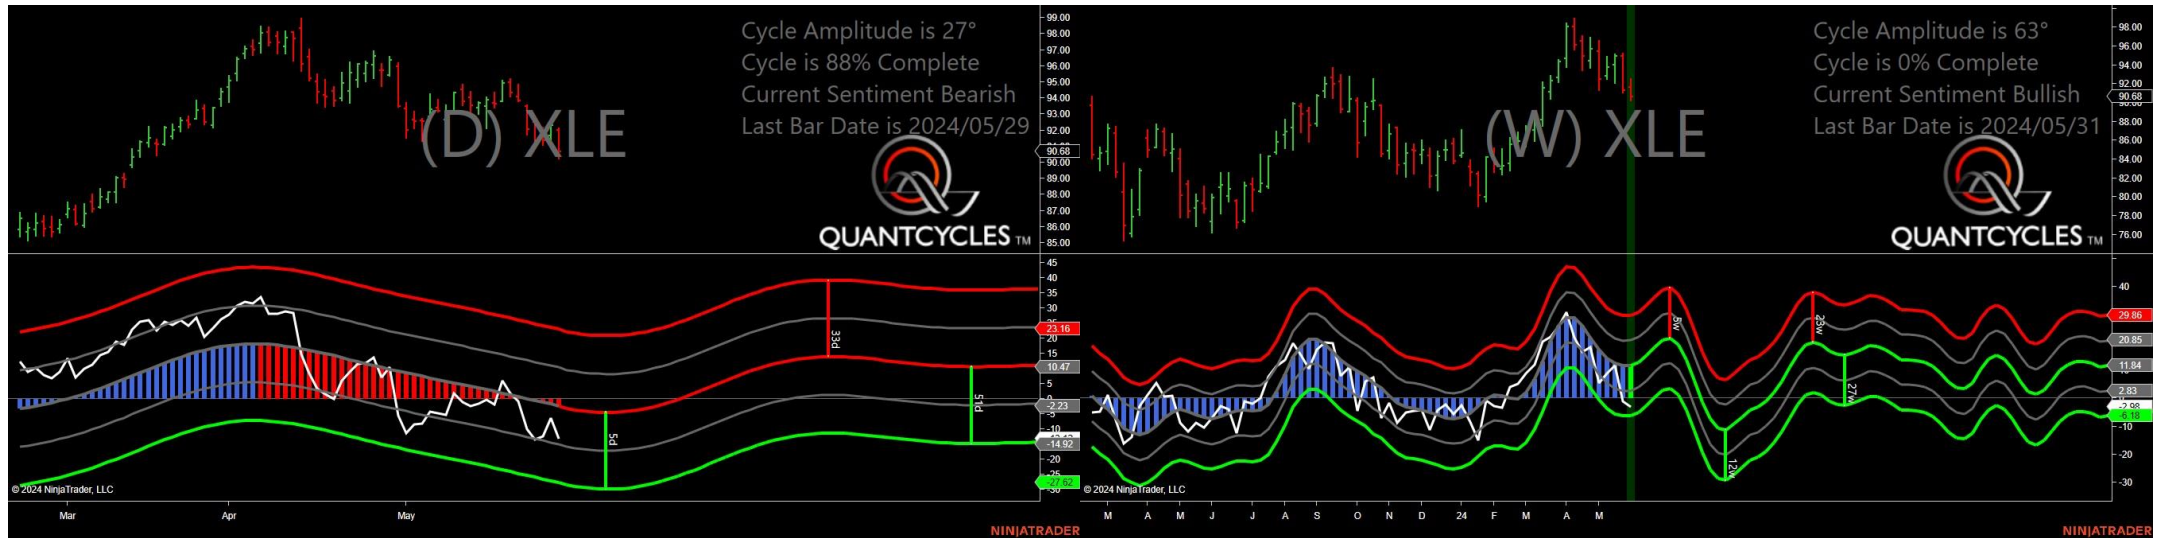 Cycle Amplitude is 27°
Cycle is 88% Complete
Current Sentiment Bearish
Last Bar Date is 2024/05/29
(D) XLE
QUANTCYCLES TM
99.00
98.00
97.00
96.00
95.00
94.00
93.00
92.00
90.68
90.00
89.00
88.00
87.00
86.00
85.00
45
40
35
30
25
23.16
20
15
10.47
5
-2.23
-5
-10
-14.92
-20
-25
-27.62
33d
5d
51d
© 2024 NinjaTrader, LLC
Mar Apr May
NINJATRADER
Cycle Amplitude is 63°
Cycle is 0% Complete
Current Sentiment Bullish
Last Bar Date is 2024/05/31
(W) XLE
QUANTCYCLES TM
98.00
96.00
94.00
92.00
90.68
88.00
86.00
84.00
82.00
80.00
78.00
76.00
40
29.86
20.85
11.84
2.83
-2.98
-6.18
-10
-20
-30
5w
12w
23w
27w
© 2024 NinjaTrader, LLC
M A M J J A S O N D 24 F M A M
NINJATRADER